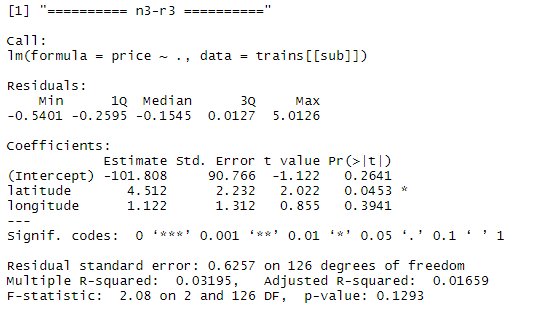 [1] "========== n3-r3 =========="
Call:
lm(formula = price ~ ., data = trains[[sub]])
Residuals:
    Min      1Q  Median      3Q     Max
-0.5401 -0.2595 -0.1545  0.0127  5.0126
Coefficients:
            Estimate Std. Error t value Pr(>|t|)
(Intercept) -101.808     90.766  -1.122   0.2641
latitude       4.512      2.232   2.022   0.0453 *
longitude      1.122      1.312   0.855   0.3941
---
Signif. codes:  0 ‘***’ 0.001 ‘**’ 0.01 ‘*’ 0.05 ‘.’ 0.1 ‘ ’ 1
Residual standard error: 0.6257 on 126 degrees of freedom
Multiple R-squared:  0.03195,   Adjusted R-squared:  0.01659
F-statistic:  2.08 on 2 and 126 DF,  p-value: 0.1293